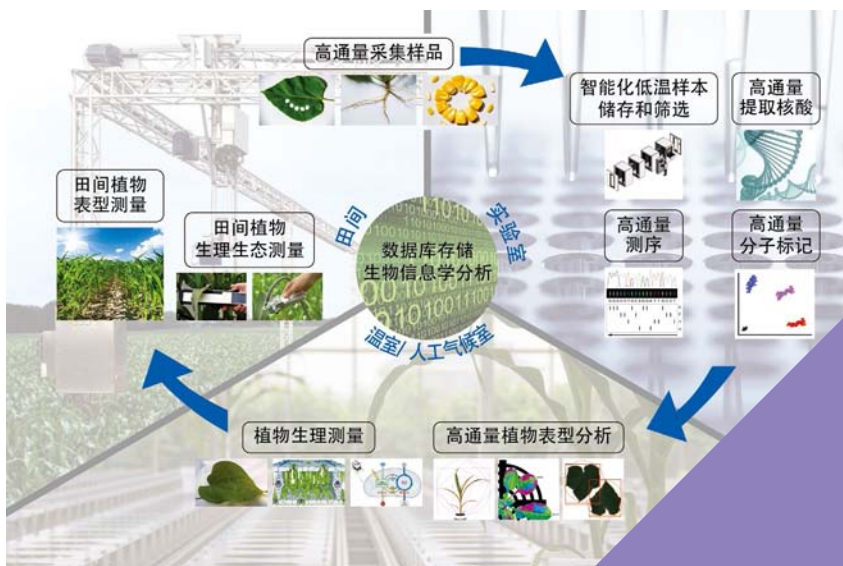 高通量采集样品
智能化低温样本
储存和筛选
高通量
提取核酸
田间植物
表型测量
田间植物
生理生态测量
高通量
测序
高通量
分子标记
田间
实验室
数据库存储
生物信息学分析
温室/人工气候室
植物生理测量
高通量植物表型分析